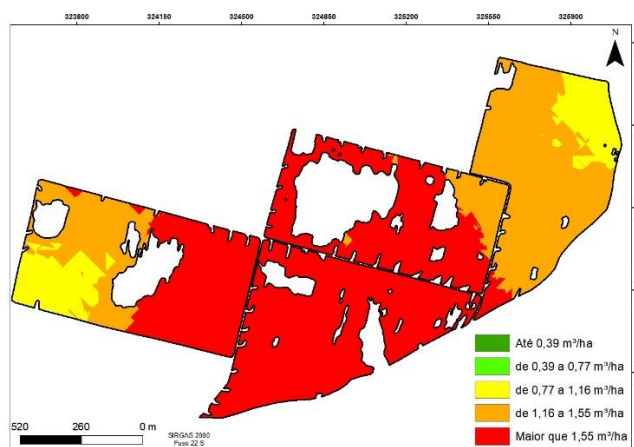 323800 324150 324500 324850 325200 325550 325900
N
Até 0,39 m³/ha
de 0,39 a 0,77 m³/ha
de 0,77 a 1,16 m³/ha
de 1,16 a 1,55 m³/ha
Maior que 1,55 m³/ha
520 260 0 m
SIRGAS 2000
Fuso 22 S